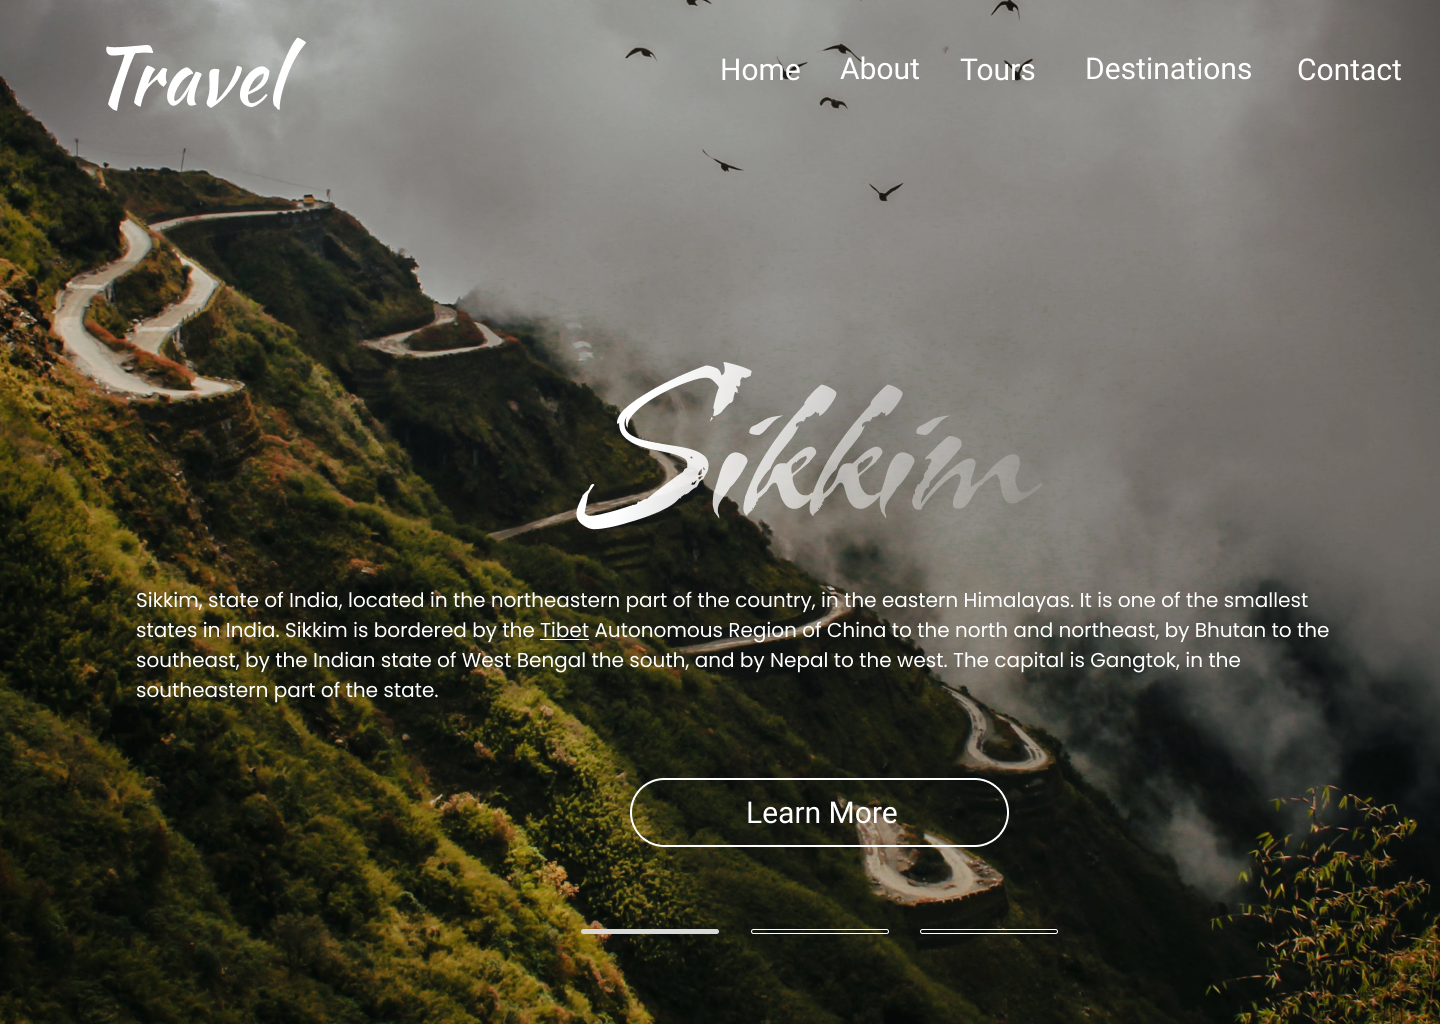 Travel
Home About Tours Destinations Contact
Sikkim
Sikkim, state of India, located in the northeastern part of the country, in the eastern Himalayas. It is one of the smallest
states in India. Sikkim is bordered by the Tibet Autonomous Region of China to the north and northeast, by Bhutan to the
southeast, by the Indian state of West Bengal the south, and by Nepal to the west. The capital is Gangtok, in the
southeastern part of the state.
Learn More